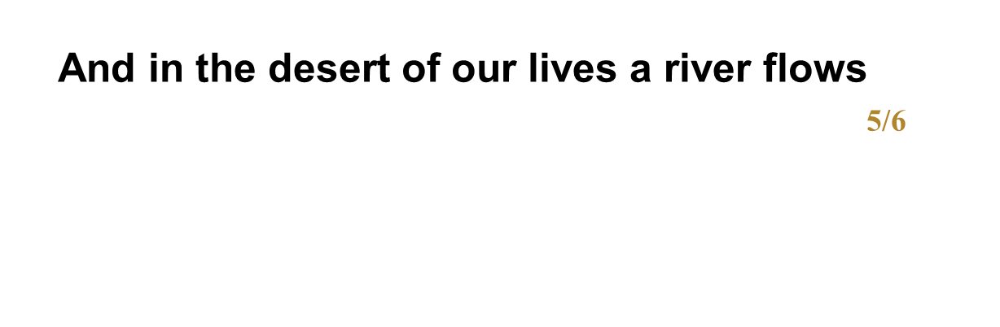 And in the desert of our lives a river flows
5/6